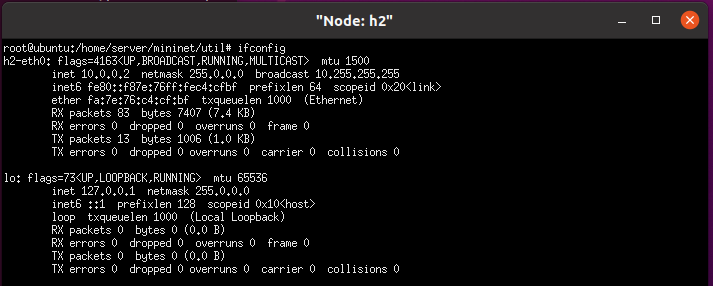 "Node: h2"
root@ubuntu:/home/server/mininet/util# ifconfig
h2-eth0: flags=4163<UP,BROADCAST,RUNNING,MULTICAST>  mtu 1500
        inet 10.0.0.2  netmask 255.0.0.0  broadcast 10.255.255.255
        inet6 fe80::f87e:76ff:fec4:cfbf  prefixlen 64  scopeid 0x20<link>
        ether fa:7e:76:c4:cf:bf  txqueuelen 1000  (Ethernet)
        RX packets 83  bytes 7407 (7.4 KB)
        RX errors 0  dropped 0  overruns 0  frame 0
        TX packets 13  bytes 1006 (1.0 KB)
        TX errors 0  dropped 0 overruns 0  carrier 0  collisions 0
lo: flags=73<UP,LOOPBACK,RUNNING>  mtu 65536
        inet 127.0.0.1  netmask 255.0.0.0
        inet6 ::1  prefixlen 128  scopeid 0x10<host>
        loop  txqueuelen 1000  (Local Loopback)
        RX packets 0  bytes 0 (0.0 B)
        RX errors 0  dropped 0  overruns 0  frame 0
        TX packets 0  bytes 0 (0.0 B)
        TX errors 0  dropped 0 overruns 0  carrier 0  collisions 0